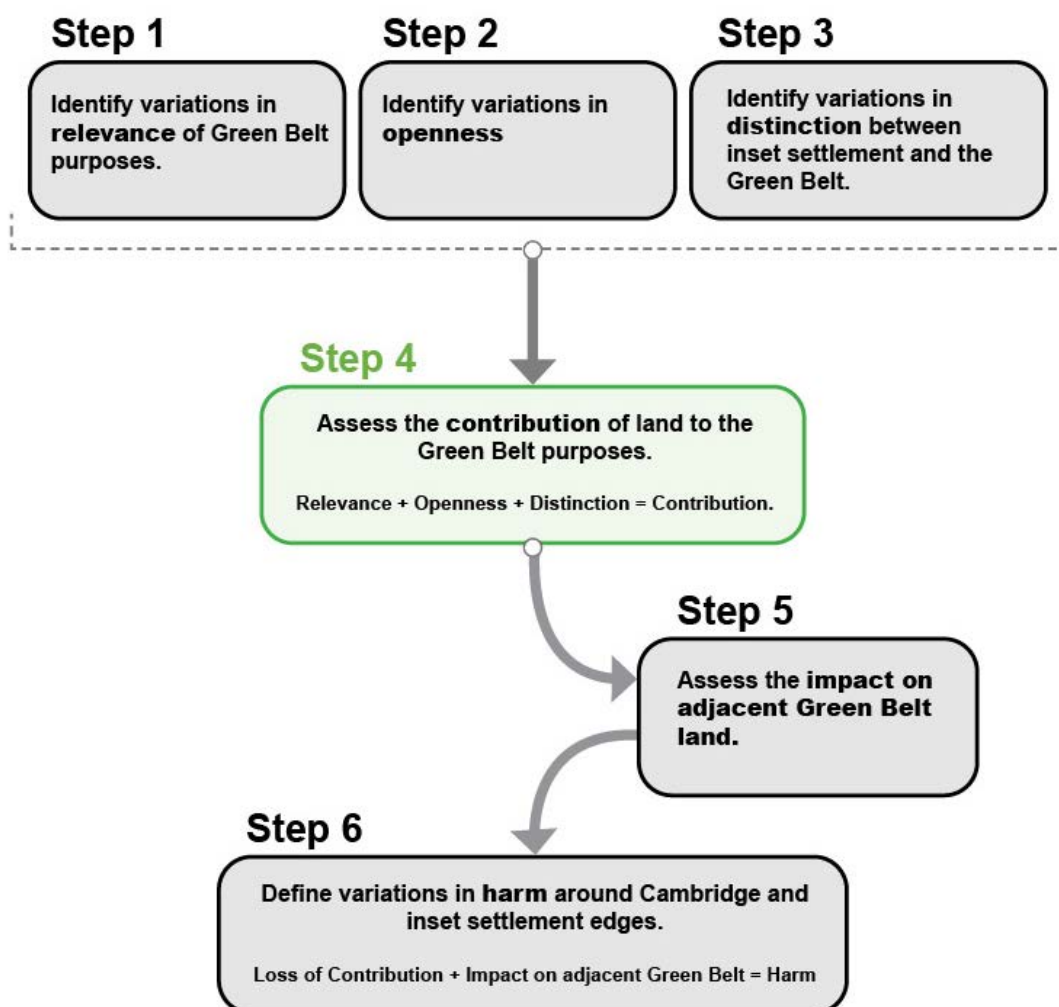 Step 1
Identify variations in
relevance of Green Belt
purposes.
Step 2
Identify variations in
openness
Step 3
Identify variations in
distinction between
inset settlement and the
Green Belt.
Step 4
Assess the contribution of land to the
Green Belt purposes.
Relevance + Openness + Distinction = Contribution.
Step 5
Assess the impact on
adjacent Green Belt
land.
Step 6
Define variations in harm around Cambridge and
inset settlement edges.
Loss of Contribution + Impact on adjacent Green Belt = Harm